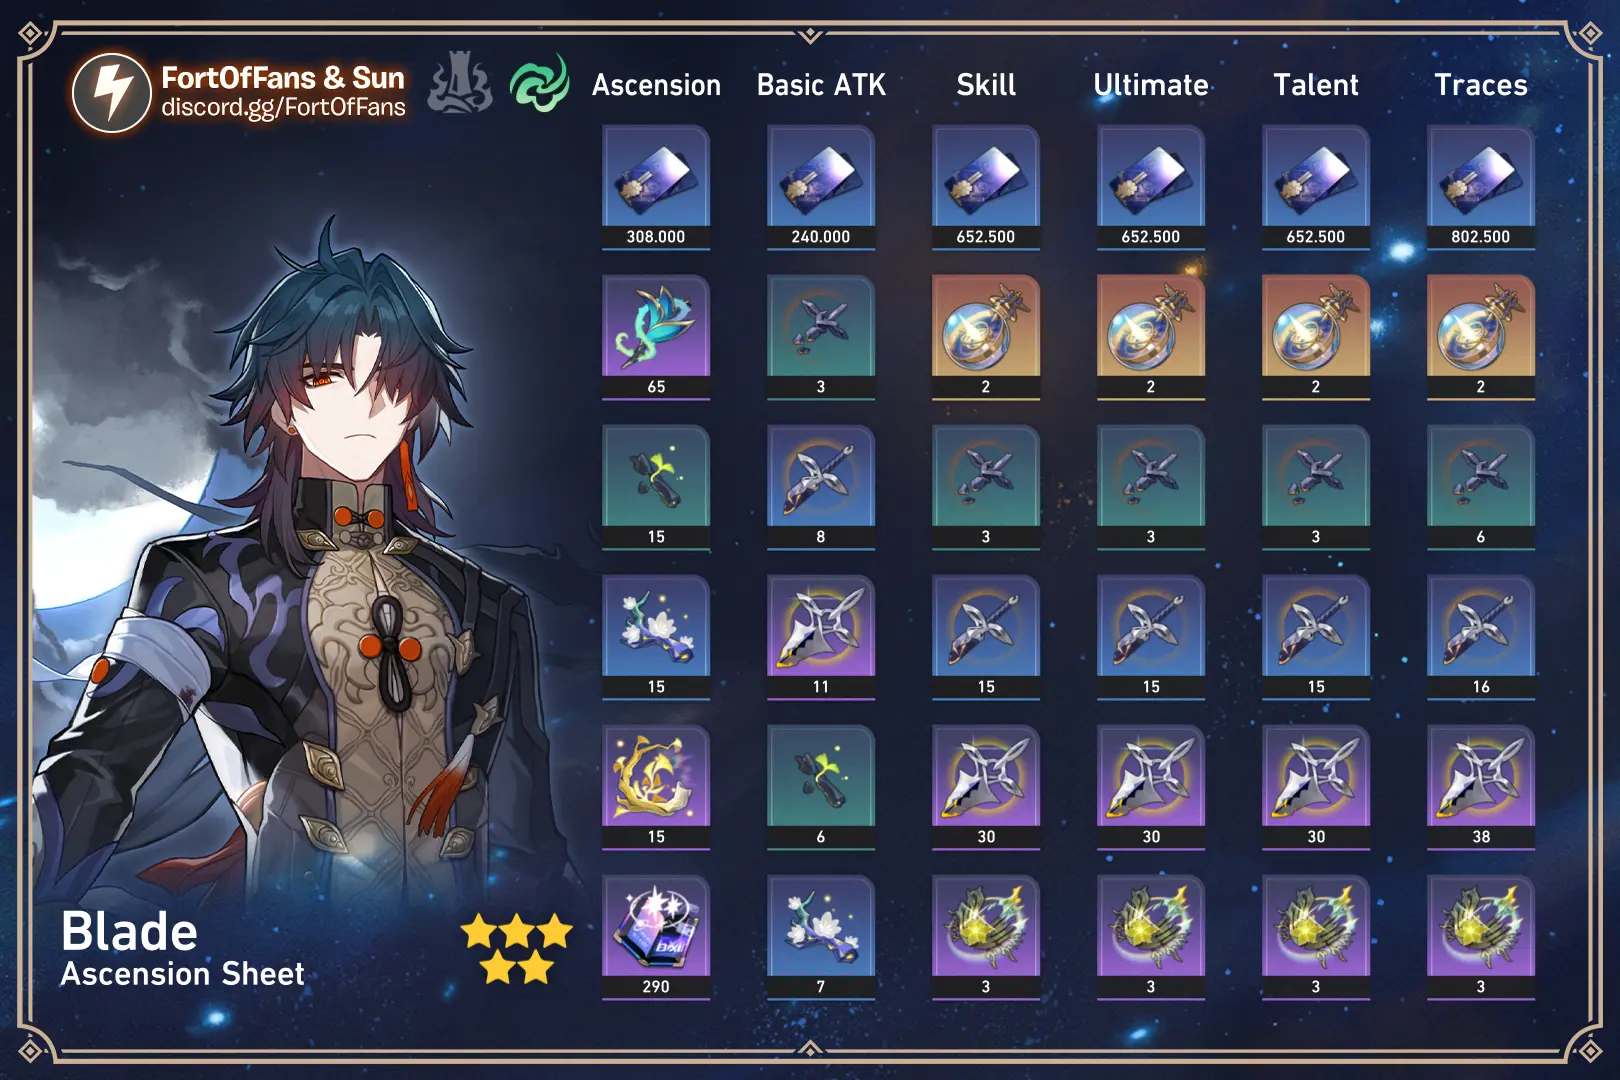 FortOfFans & Sun
discord.gg/FortOfFans
Ascension Basic ATK Skill Ultimate Talent Traces
308.000 240.000 652.500 652.500 652.500 802.500
65 3 2 2 2 2
15 8 3 3 3 6
15 11 15 15 15 16
15 6 30 30 30 38
290 7 3 3 3 3
Blade
Ascension Sheet